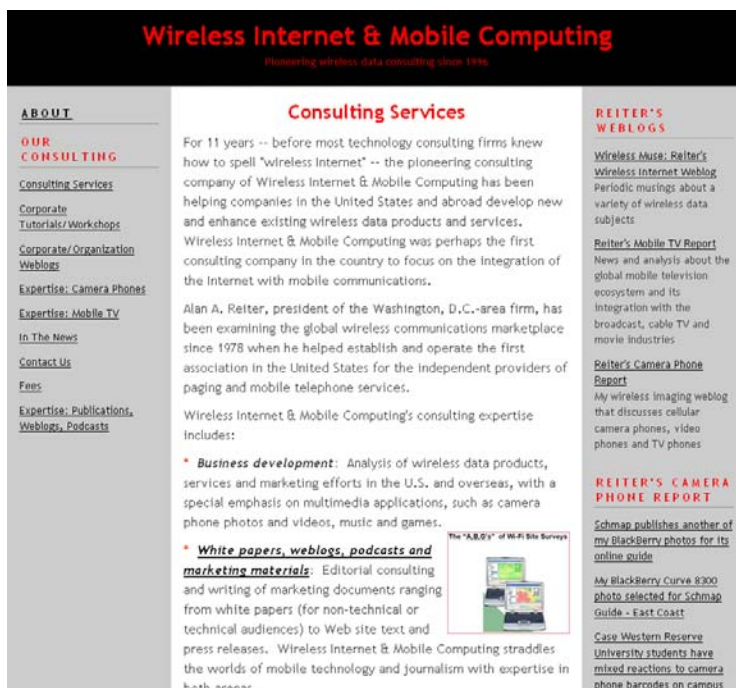 Wireless Internet & Mobile Computing
Pioneering wireless data consulting since 1996
ABOUT
OUR
CONSULTING
Consulting Services
Corporate
Tutorials/Workshops
Corporate/Organization
Weblogs
Expertise: Camera Phones
Expertise: Mobile TV
In The News
Contact Us
Fees
Expertise: Publications,
Weblogs, Podcasts
Consulting Services
For 11 years -- before most technology consulting firms knew
how to spell "wireless Internet" -- the pioneering consulting
company of Wireless Internet & Mobile Computing has been
helping companies in the United States and abroad develop new
and enhance existing wireless data products and services.
Wireless Internet & Mobile Computing was perhaps the first
consulting company in the country to focus on the integration of
the Internet with mobile communications.
Alan A. Reiter, president of the Washington, D.C.-area firm, has
been examining the global wireless communications marketplace
since 1978 when he helped establish and operate the first
association in the United States for the independent providers of
paging and mobile telephone services.
Wireless Internet & Mobile Computing's consulting expertise
includes:
* Business development: Analysis of wireless data products,
services and marketing efforts in the U.S. and overseas, with a
special emphasis on multimedia applications, such as camera
phone photos and videos, music and games.
* White papers, weblogs, podcasts and
marketing materials: Editorial consulting
and writing of marketing documents ranging
from white papers (for non-technical or
technical audiences) to Web site text and
press releases. Wireless Internet & Mobile Computing straddles
the worlds of mobile technology and journalism with expertise in
both areas.
The "A,B,G's" of Wi-Fi Site Surveys
REITER'S
WEBLOGS
Wireless Muse: Reiter's
Wireless Internet Weblog
Periodic musings about a
variety of wireless data
subjects
Reiter's Mobile TV Report
News and analysis about the
global mobile television
ecosystem and its
integration with the
broadcast, cable TV and
movie industries
Reiter's Camera Phone
Report
My wireless imaging weblog
that discusses cellular
camera phones, video
phones and TV phones
REITER'S CAMERA
PHONE REPORT
Schmap publishes another of
my BlackBerry photos for its
online guide
My BlackBerry Curve 8300
photo selected for Schmap
Guide - East Coast
Case Western Reserve
University students have
mixed reactions to camera
phone barcodes on campus